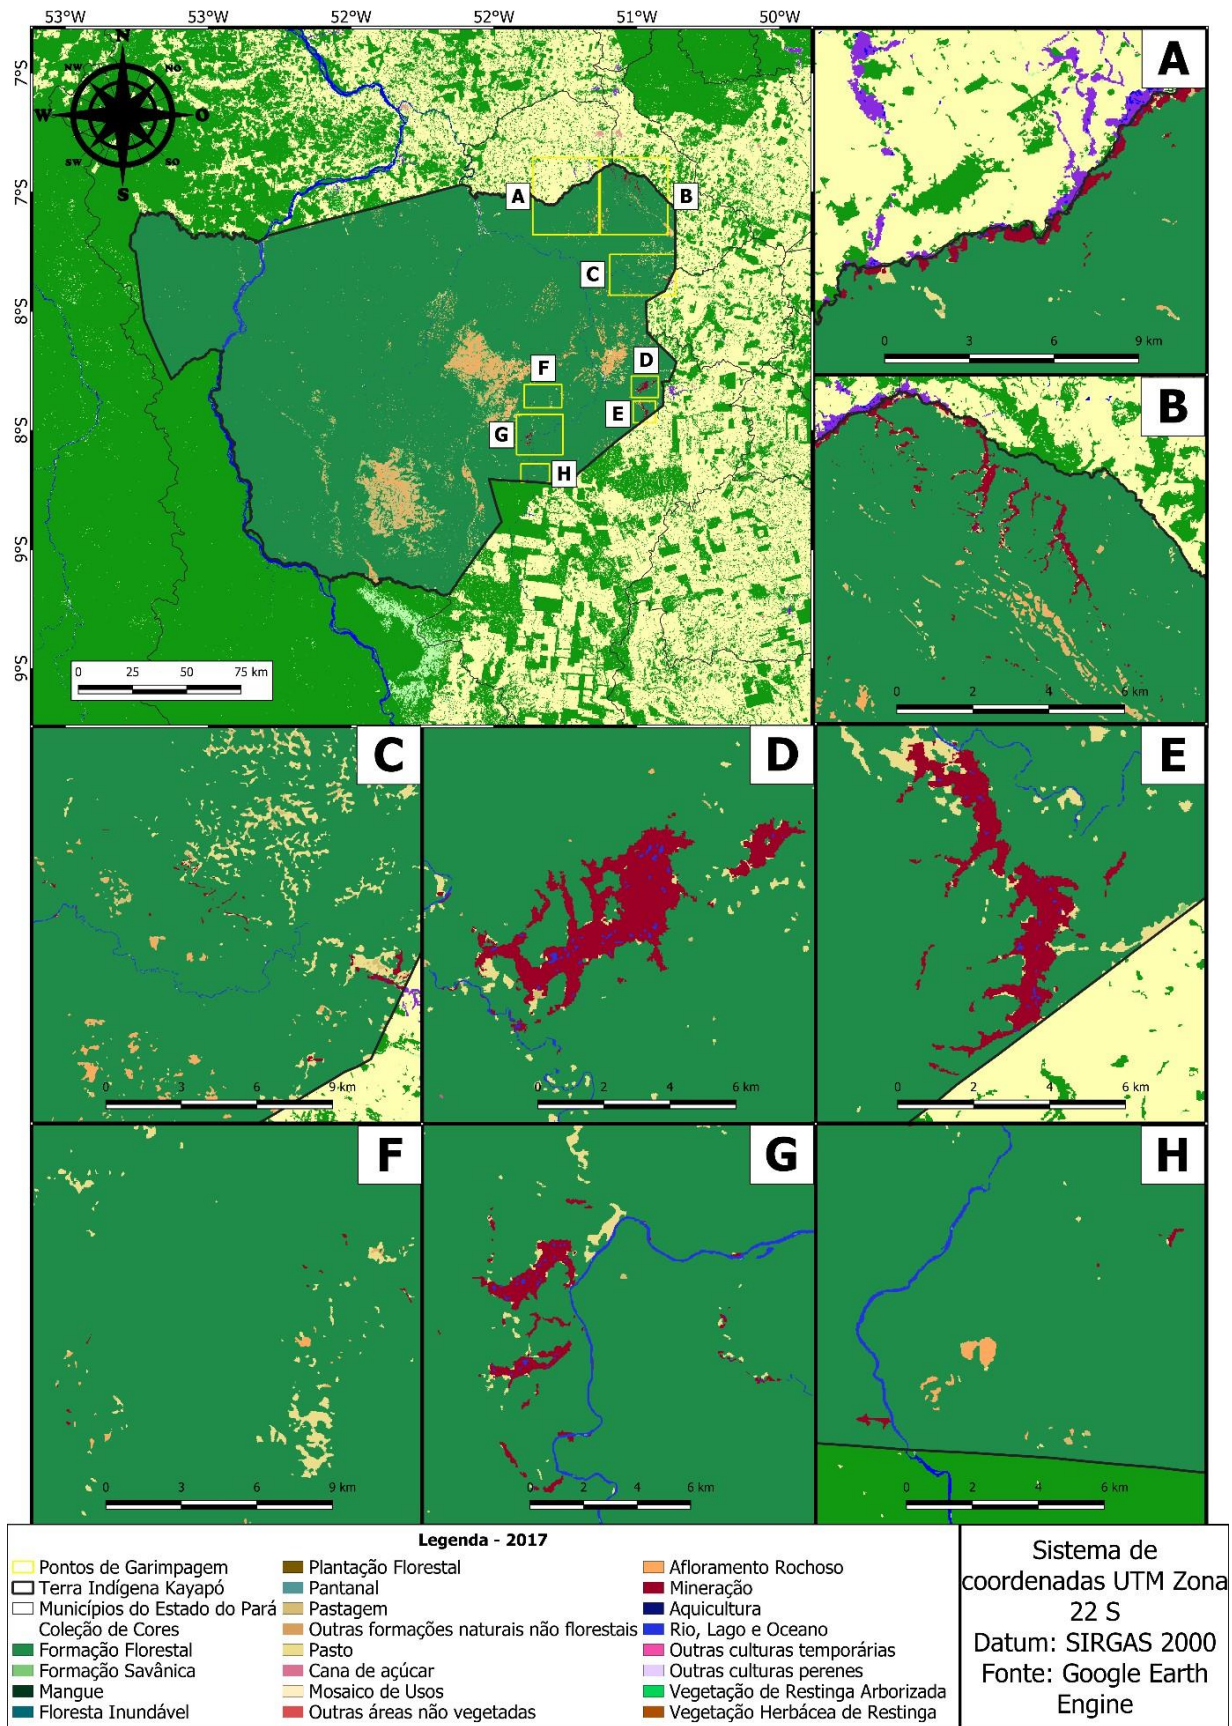 53°W 53°W 52°W 52°W 51°W 51°W 50°W
7°S
7°S
8°S
8°S
9°S
9°S
N
NW
NO
W
O
SW
SO
S
A
B
C
D
E
F
G
H
0 25 50 75 km
A
0 3 6 9 km
B
0 2 4 6 km
C
0 3 6 9 km
D
0 2 4 6 km
E
0 2 4 6 km
F
0 3 6 9 km
G
0 2 4 6 km
H
0 2 4 6 km
Legenda - 2017
Pontos de Garimpagem
Terra Indígena Kayapó
Municípios do Estado do Pará
Coleção de Cores
Formação Florestal
Formação Savânica
Mangue
Floresta Inundável
Plantação Florestal
Pantanal
Pastagem
Outras formações naturais não florestais
Pasto
Cana de açúcar
Mosaico de Usos
Outras áreas não vegetadas
Afloramento Rochoso
Mineração
Aquicultura
Rio, Lago e Oceano
Outras culturas temporárias
Outras culturas perenes
Vegetação de Restinga Arborizada
Vegetação Herbácea de Restinga
Sistema de
coordenadas UTM Zona
22 S
Datum: SIRGAS 2000
Fonte: Google Earth
Engine